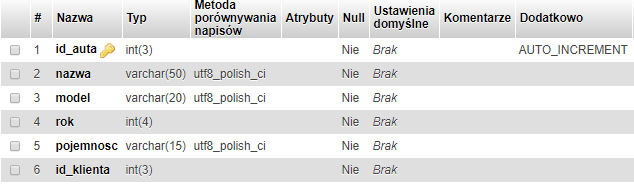 # Nazwa Typ Metoda porównywania napisów Atrybuty Null Ustawienia domyślne Komentarze Dodatkowo
1 id_auta int(3) Nie Brak AUTO_INCREMENT
2 nazwa varchar(50) utf8_polish_ci Nie Brak
3 model varchar(20) utf8_polish_ci Nie Brak
4 rok int(4) Nie Brak
5 pojemnosc varchar(15) utf8_polish_ci Nie Brak
6 id_klienta int(3) Nie Brak